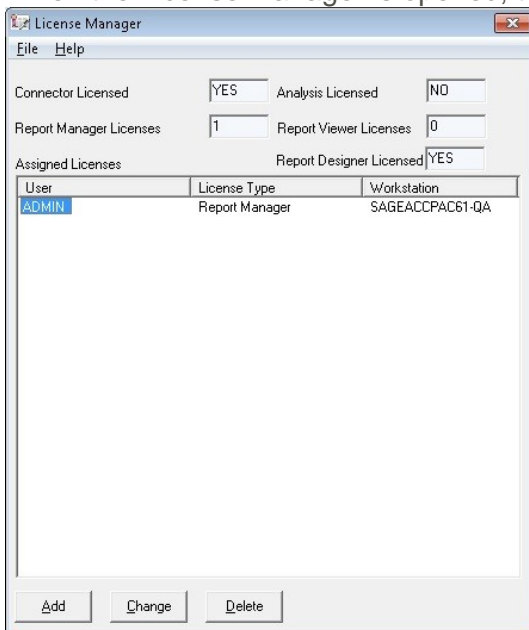 License Manager
File Help
Connector Licensed YES Analysis Licensed NO
Report Manager Licenses 1 Report Viewer Licenses 0
Assigned Licenses Report Designer Licensed YES
User License Type Workstation
ADMIN Report Manager SAGEACCPAC61-QA
Add Change Delete